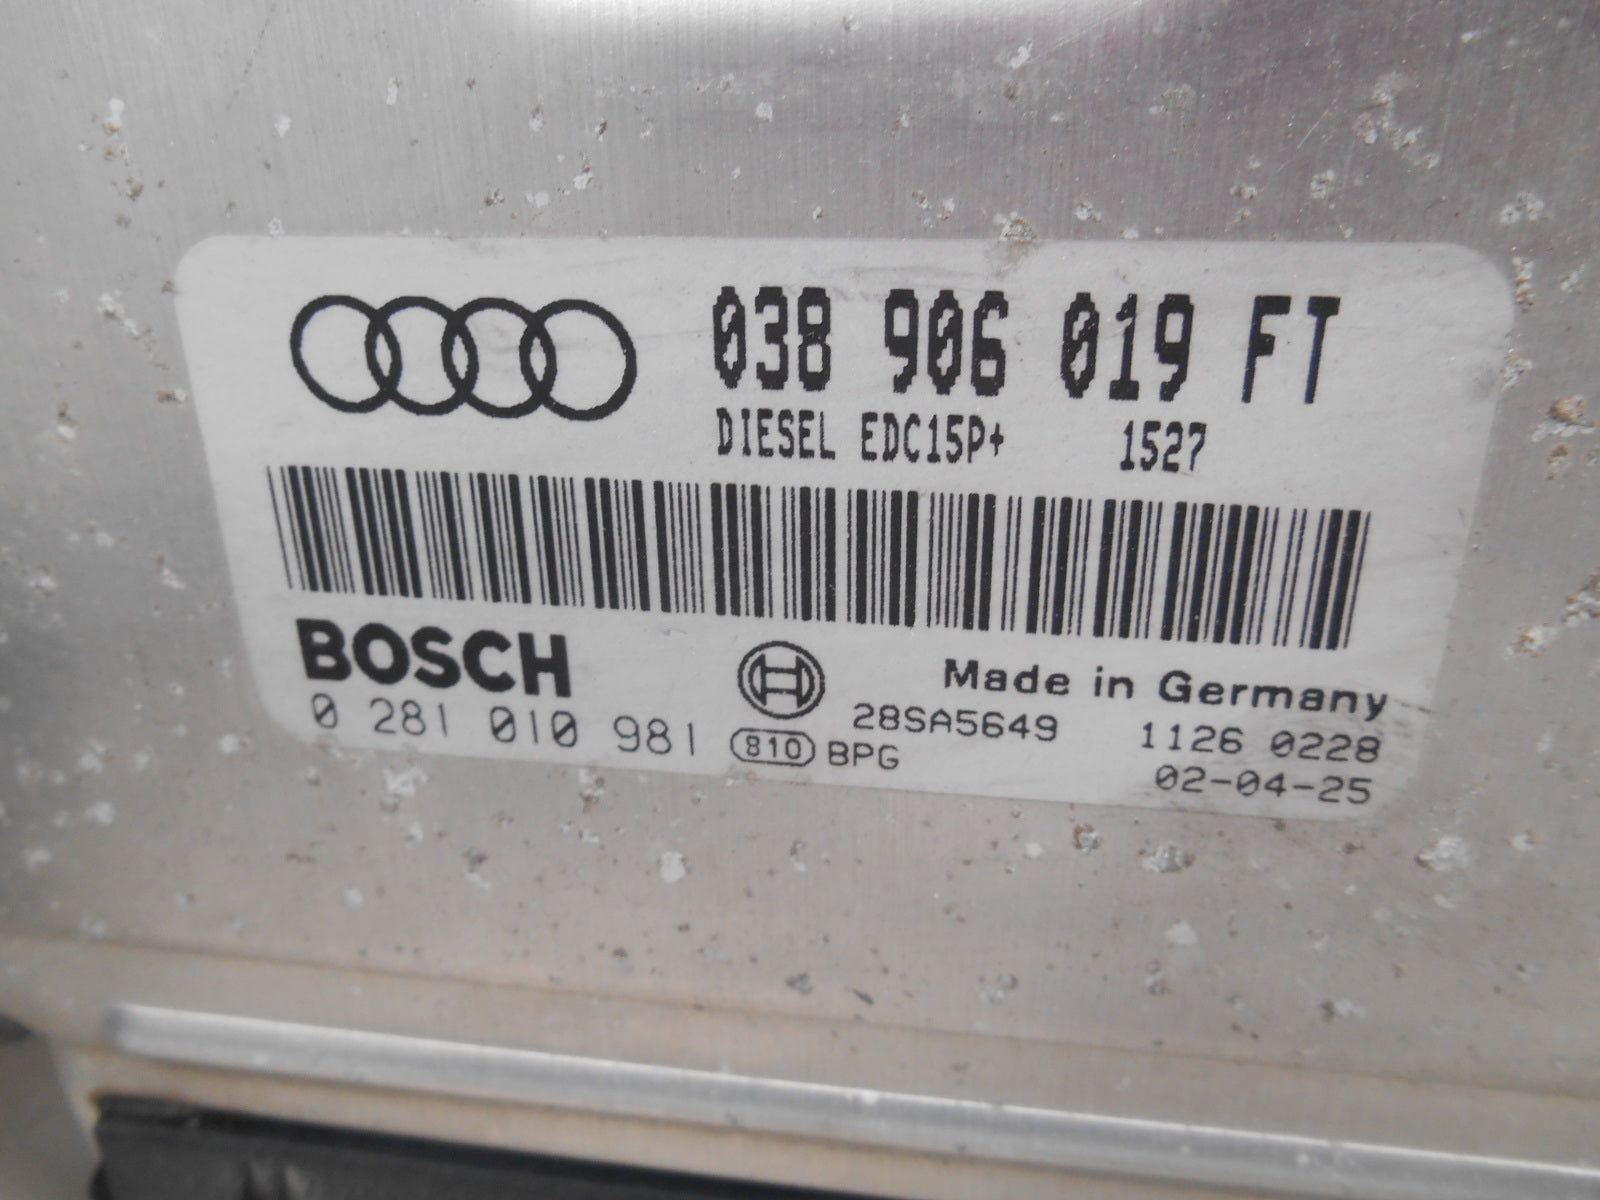 038 906 019 FT
DIESEL EDC15P+ 1527
BOSCH
Made in Germany
0 281 010 981
28SA5649
1126 0228
810 BPG
02-04-25